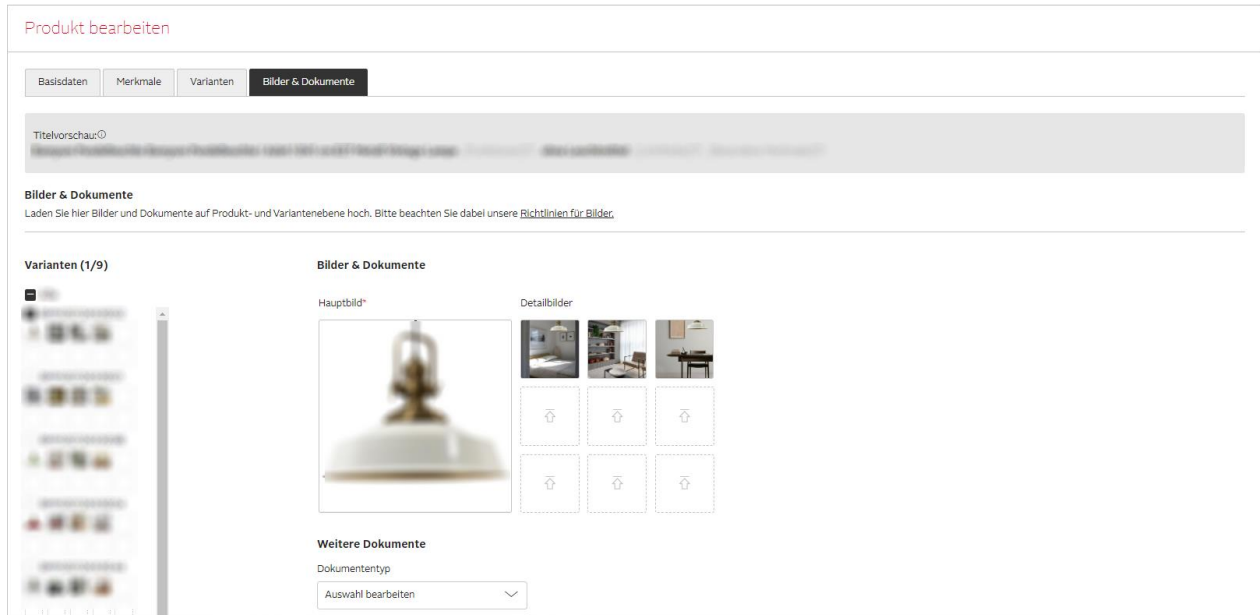 Produkt bearbeiten
Basisdaten Merkmale Varianten Bilder & Dokumente
Titelvorschau:
Bilder & Dokumente
Laden Sie hier Bilder und Dokumente auf Produkt- und Variantenebene hoch. Bitte beachten Sie dabei unsere Richtlinien für Bilder.
Varianten (1/9)
Bilder & Dokumente
Hauptbild*
Detailbilder
Weitere Dokumente
Dokumententyp
Auswahl bearbeiten